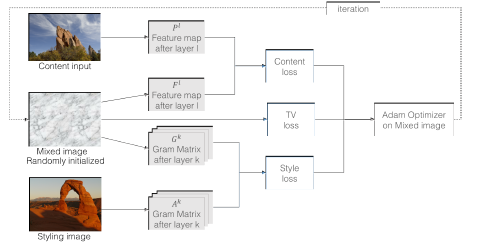 iteration
P^l
Feature map
after layer l
Content input
Content
loss
F^l
Feature map
after layer l
TV
loss
Adam Optimizer
on Mixed image
Mixed image
Randomly initialized
G^k
Gram Matrix
after layer k
Style
loss
A^k
Gram Matrix
after layer k
Styling image